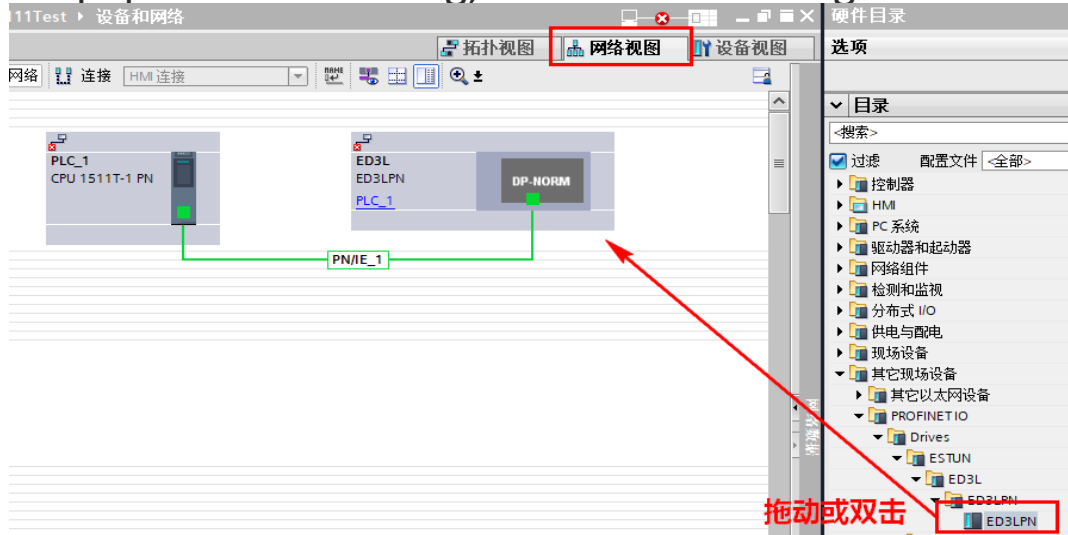 111Test 设备和网络
硬件目录
拓扑视图 网络视图 设备视图
选项
网络 连接 HMI 连接
目录
<搜索>
过滤 配置文件 <全部>
控制器
HMI
PC 系统
驱动器和起动器
网络组件
检测和监视
分布式 I/O
供电与配电
现场设备
其它现场设备
其它以太网设备
PROFINET IO
Drives
ESTUN
ED3L
ED3LPN
ED3LPN
PLC_1
CPU 1511T-1 PN
ED3L
ED3LPN
DP-NORM
PLC_1
PN/IE_1
网络数据
拖动或双击